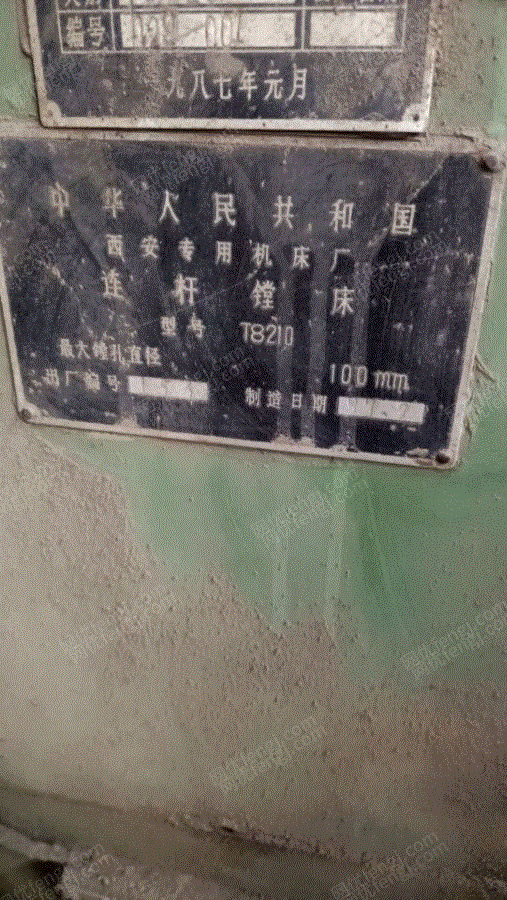 编号
一九八七年元月
中华人民共和国
西安专用机床厂
连杆镗床
型号 T8210
最大镗孔直径 100mm
出厂编号 制造日期